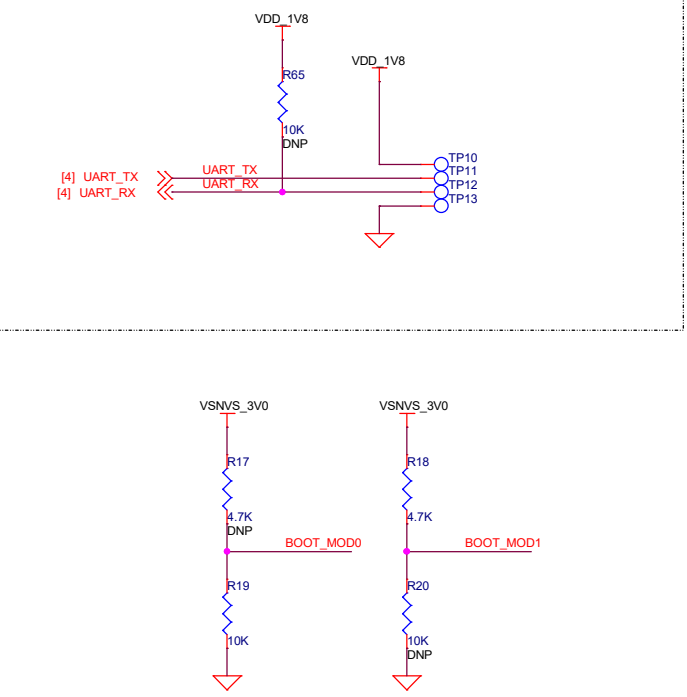 VDD_1V8
VDD_1V8
R65
10K
DNP
[4] UART_TX
UART_TX
[4] UART_RX
UART_RX
TP10
TP11
TP12
TP13
VSNVS_3V0
VSNVS_3V0
R17
R18
4.7K
DNP
4.7K
BOOT_MOD0
BOOT_MOD1
R19
R20
10K
10K
DNP